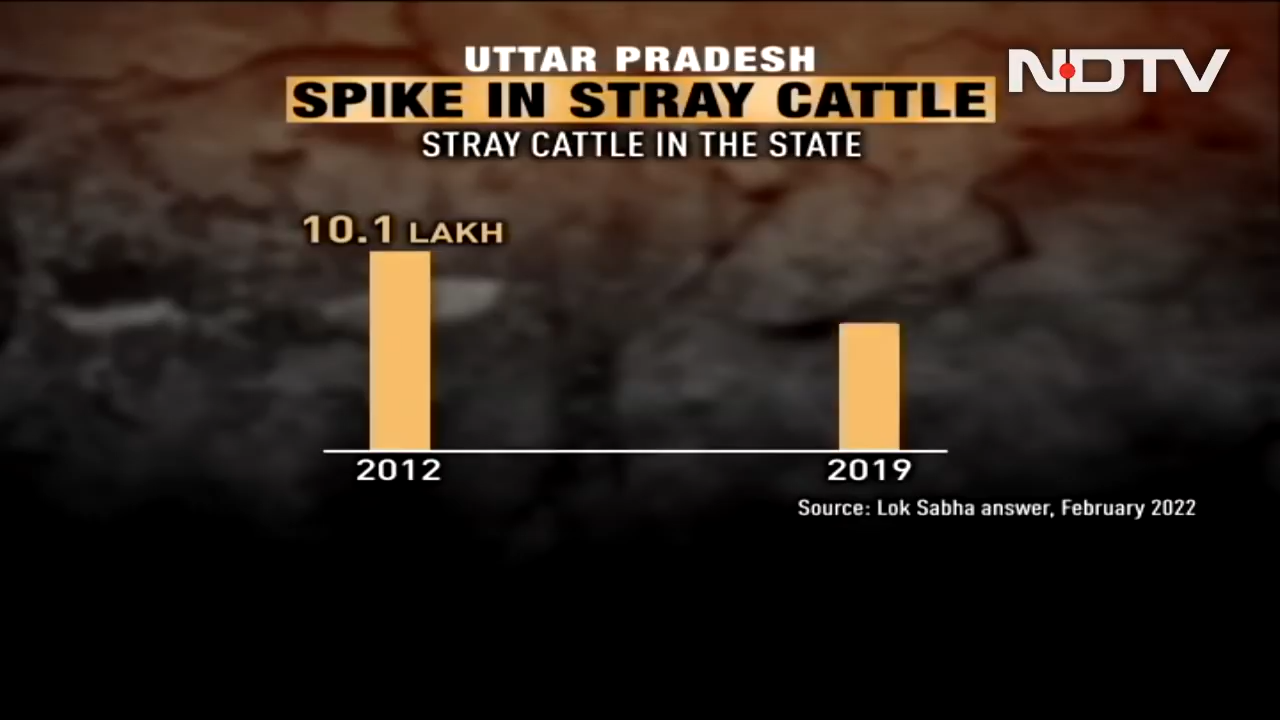 UTTAR PRADESH
NDTV
SPIKE IN STRAY CATTLE
STRAY CATTLE IN THE STATE
10.1 LAKH
2012
2019
Source: Lok Sabha answer, February 2022